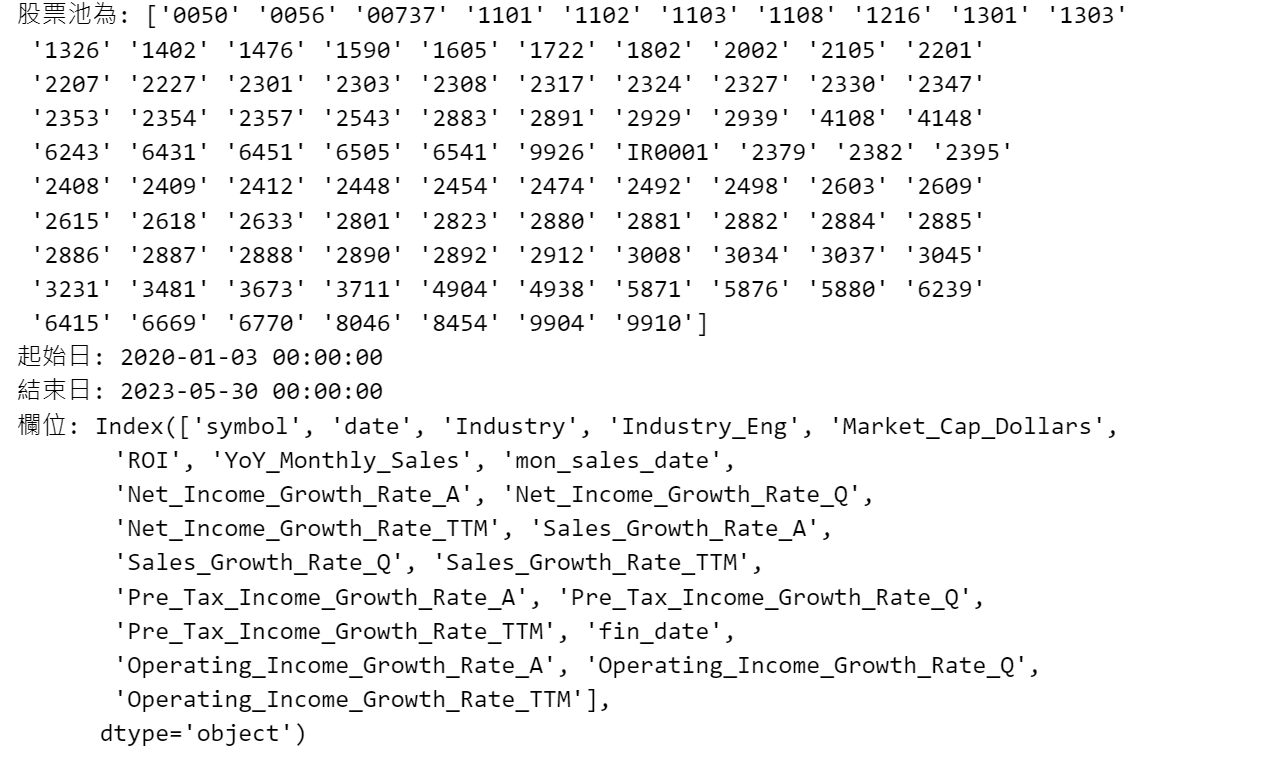 股票池為: ['0050' '0056' '00737' '1101' '1102' '1103' '1108' '1216' '1301' '1303'
'1326' '1402' '1476' '1590' '1605' '1722' '1802' '2002' '2105' '2201'
'2207' '2227' '2301' '2303' '2308' '2317' '2324' '2327' '2330' '2347'
'2353' '2354' '2357' '2543' '2883' '2891' '2929' '2939' '4108' '4148'
'6243' '6431' '6451' '6505' '6541' '9926' 'IR0001' '2379' '2382' '2395'
'2408' '2409' '2412' '2448' '2454' '2474' '2492' '2498' '2603' '2609'
'2615' '2618' '2633' '2801' '2823' '2880' '2881' '2882' '2884' '2885'
'2886' '2887' '2888' '2890' '2892' '2912' '3008' '3034' '3037' '3045'
'3231' '3481' '3673' '3711' '4904' '4938' '5871' '5876' '5880' '6239'
'6415' '6669' '6770' '8046' '8454' '9904' '9910']
起始日: 2020-01-03 00:00:00
結束日: 2023-05-30 00:00:00
欄位: Index(['symbol', 'date', 'Industry', 'Industry_Eng', 'Market_Cap_Dollars',
'ROI', 'YoY_Monthly_Sales', 'mon_sales_date',
'Net_Income_Growth_Rate_A', 'Net_Income_Growth_Rate_Q',
'Net_Income_Growth_Rate_TTM', 'Sales_Growth_Rate_A',
'Sales_Growth_Rate_Q', 'Sales_Growth_Rate_TTM',
'Pre_Tax_Income_Growth_Rate_A', 'Pre_Tax_Income_Growth_Rate_Q',
'Pre_Tax_Income_Growth_Rate_TTM', 'fin_date',
'Operating_Income_Growth_Rate_A', 'Operating_Income_Growth_Rate_Q',
'Operating_Income_Growth_Rate_TTM'],
dtype='object')